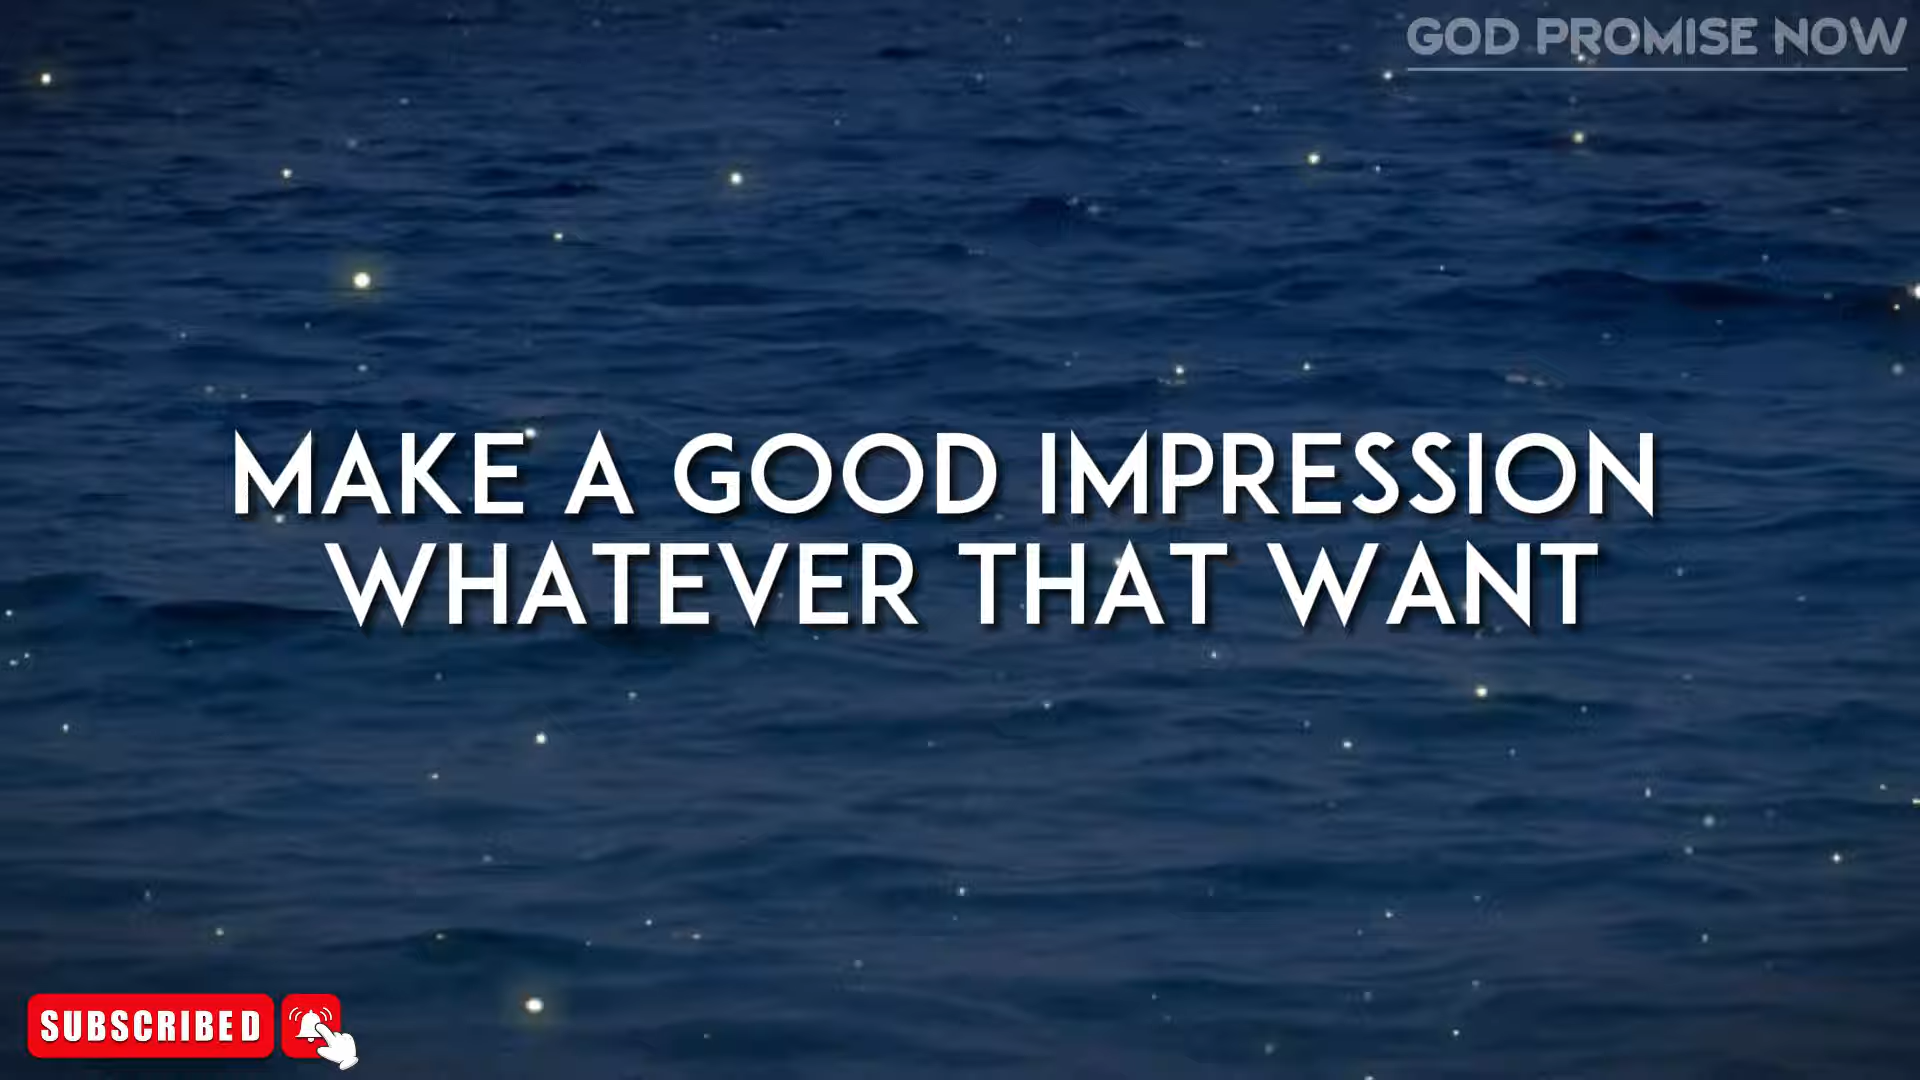 GOD PROMISE NOW
MAKE A GOOD IMPRESSION
WHATEVER THAT WANT
SUBSCRIBED